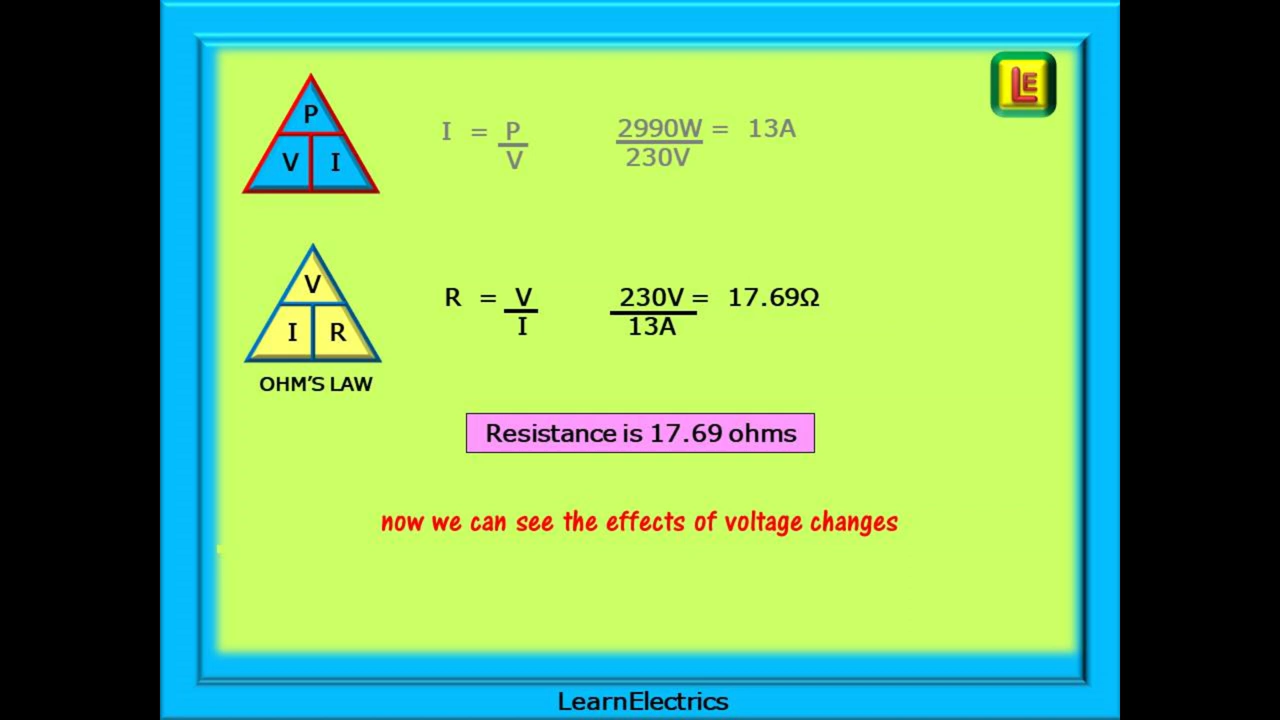 LE
P
V I
I = P
V
2990W = 13A
230V
V
I R
OHM'S LAW
R = V
I
230V = 17.69Ω
13A
Resistance is 17.69 ohms
now we can see the effects of voltage changes
LearnElectrics